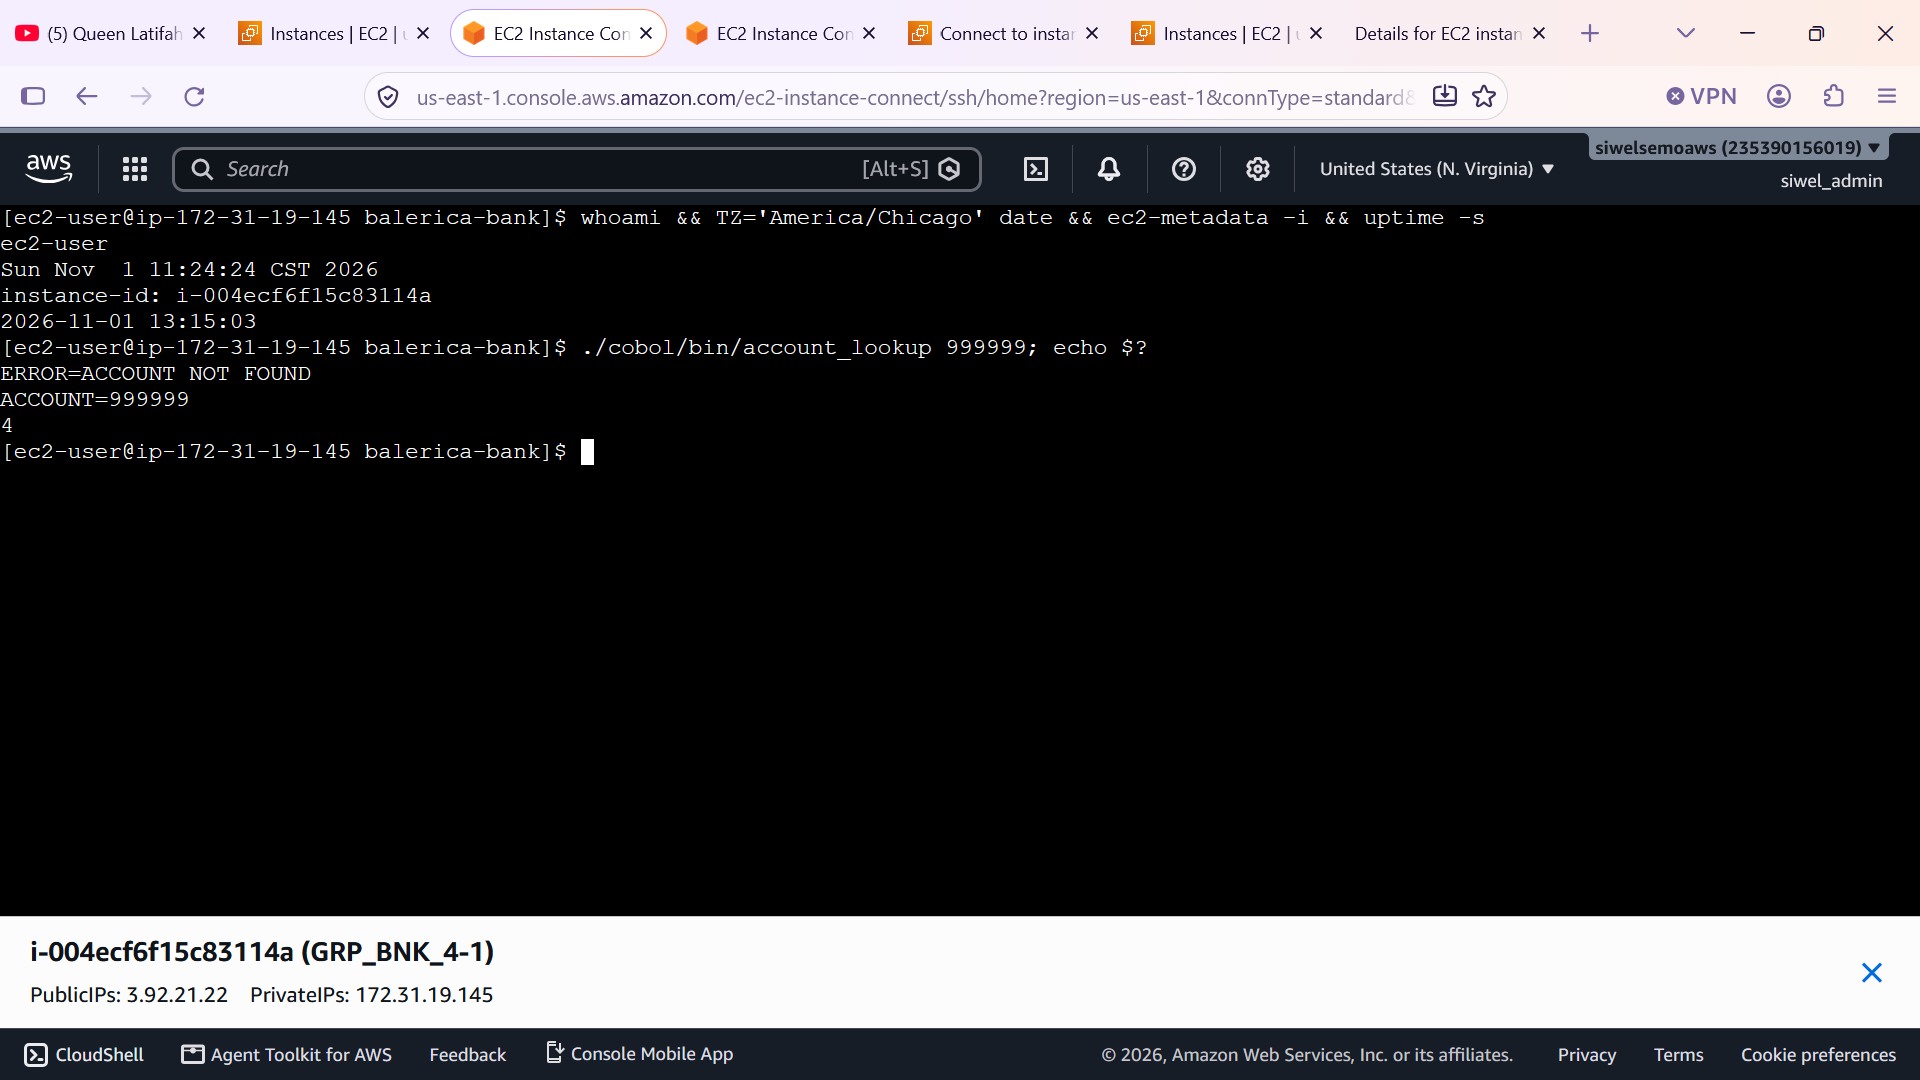 (5) Queen Latifah
Instances | EC2 |
EC2 Instance Con
EC2 Instance Con
Connect to instan
Instances | EC2 |
Details for EC2 instan
us-east-1.console.aws.amazon.com/ec2-instance-connect/ssh/home?region=us-east-1&connType=standard&
VPN
aws
Search
[Alt+S]
United States (N. Virginia)
siwelsemoaws (235390156019)
siwel_admin
[ec2-user@ip-172-31-19-145 balerica-bank]$ whoami && TZ='America/Chicago' date && ec2-metadata -i && uptime -s
ec2-user
Sun Nov  1 11:24:24 CST 2026
instance-id: i-004ecf6f15c83114a
2026-11-01 13:15:03
[ec2-user@ip-172-31-19-145 balerica-bank]$ ./cobol/bin/account_lookup 999999; echo $?
ERROR=ACCOUNT NOT FOUND
ACCOUNT=999999
4
[ec2-user@ip-172-31-19-145 balerica-bank]$
i-004ecf6f15c83114a (GRP_BNK_4-1)
PublicIPs: 3.92.21.22 PrivateIPs: 172.31.19.145
CloudShell
Agent Toolkit for AWS
Feedback
Console Mobile App
© 2026, Amazon Web Services, Inc. or its affiliates.
Privacy
Terms
Cookie preferences